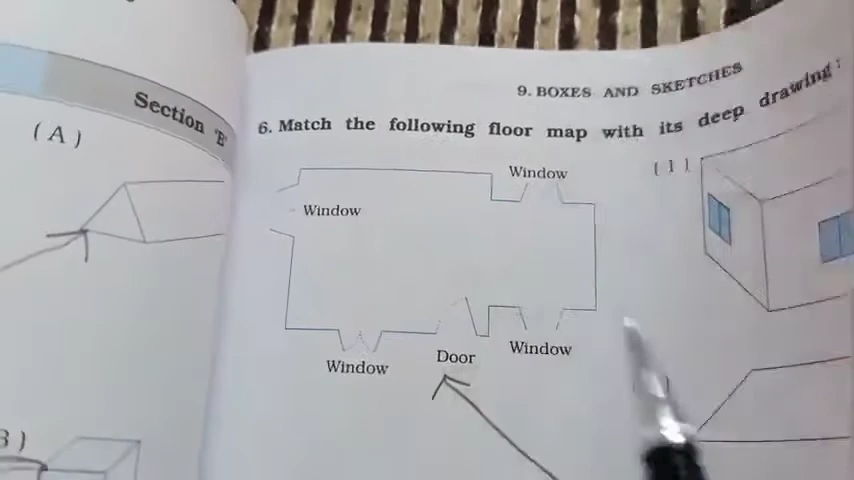 Section 'B'
(A)
B)
9. BOXES AND SKETCHES
6. Match the following floor map with its deep drawing:
Window
(1)
Window
Window
Door
Window